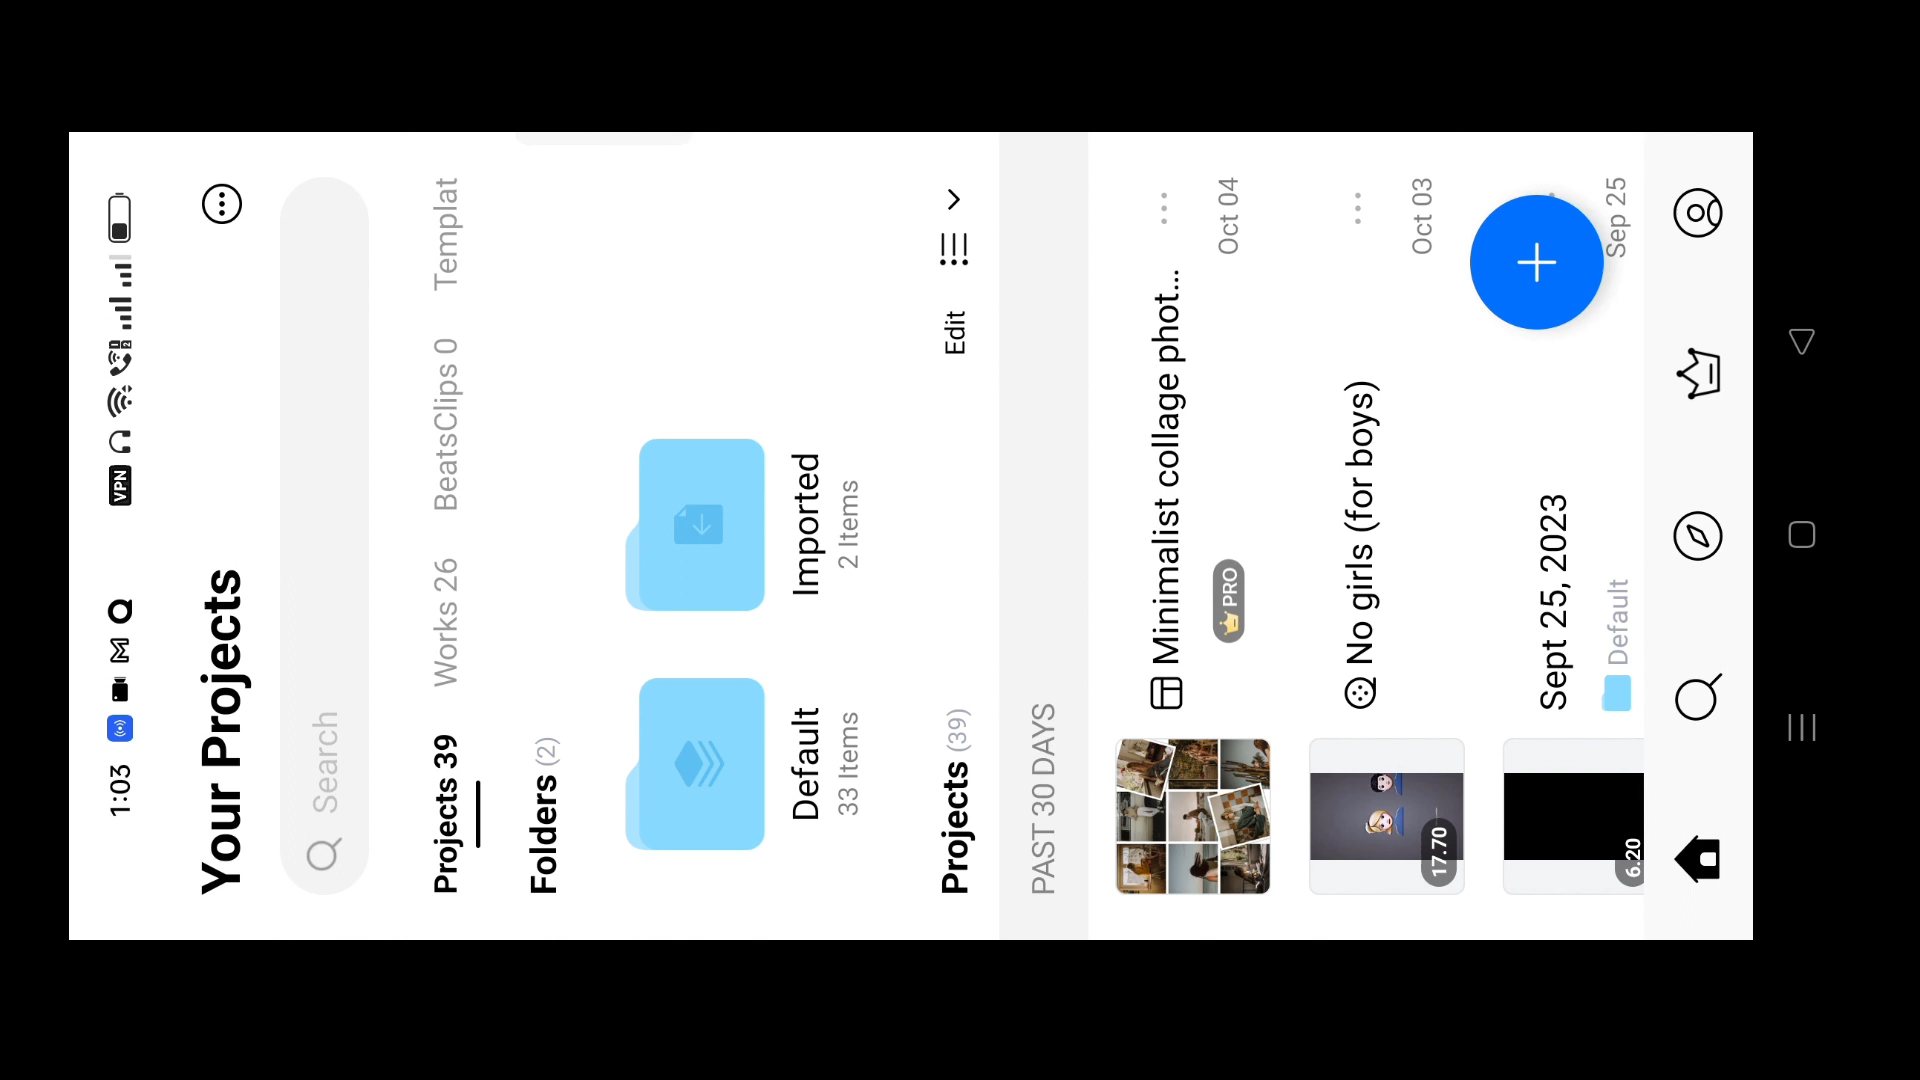 1:03
VPN
Your Projects
Search
Projects 39 Works 26 BeatsClips 0 Templat
Folders (2)
Default
33 Items
Imported
2 Items
Projects (39) Edit
PAST 30 DAYS
Minimalist collage phot...
PRO Oct 04
No girls (for boys)
17.70 Oct 03
Sept 25, 2023
6.20 Default Sep 25